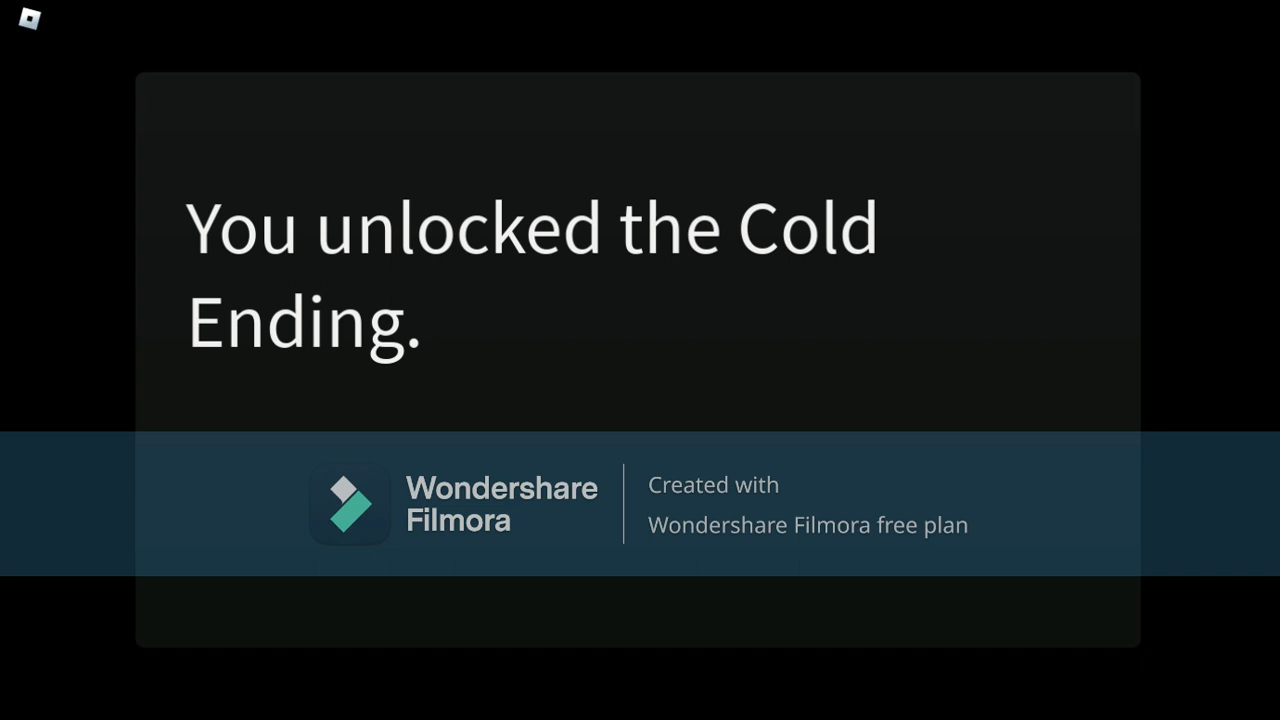 You unlocked the Cold
Ending.
Wondershare
Filmora
Created with
Wondershare Filmora free plan